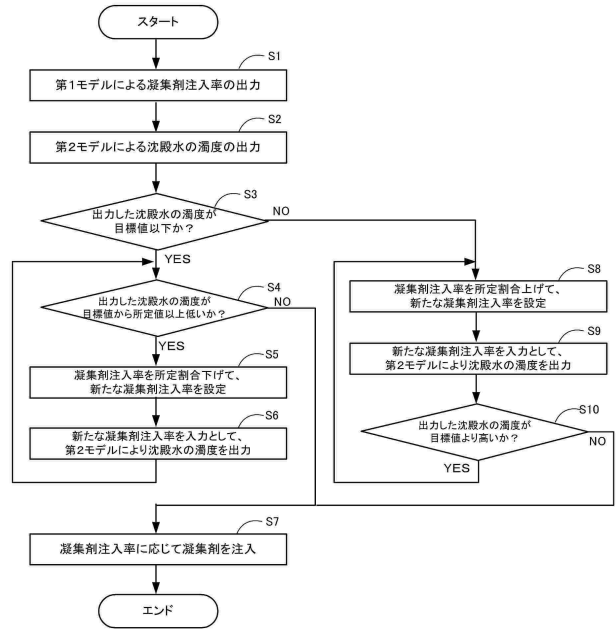 スタート
S1
第1モデルによる凝集剤注入率の出力
S2
第2モデルによる沈殿水の濁度の出力
S3
出力した沈殿水の濁度が
目標値以下か？
NO
YES
S4
出力した沈殿水の濁度が
目標値から所定値以上低いか？
NO
YES
S5
凝集剤注入率を所定割合下げて、
新たな凝集剤注入率を設定
S6
新たな凝集剤注入率を入力として、
第2モデルにより沈殿水の濁度を出力
S8
凝集剤注入率を所定割合上げて、
新たな凝集剤注入率を設定
S9
新たな凝集剤注入率を入力として、
第2モデルにより沈殿水の濁度を出力
S10
出力した沈殿水の濁度が
目標値より高いか？
NO
YES
S7
凝集剤注入率に応じて凝集剤を注入
エンド